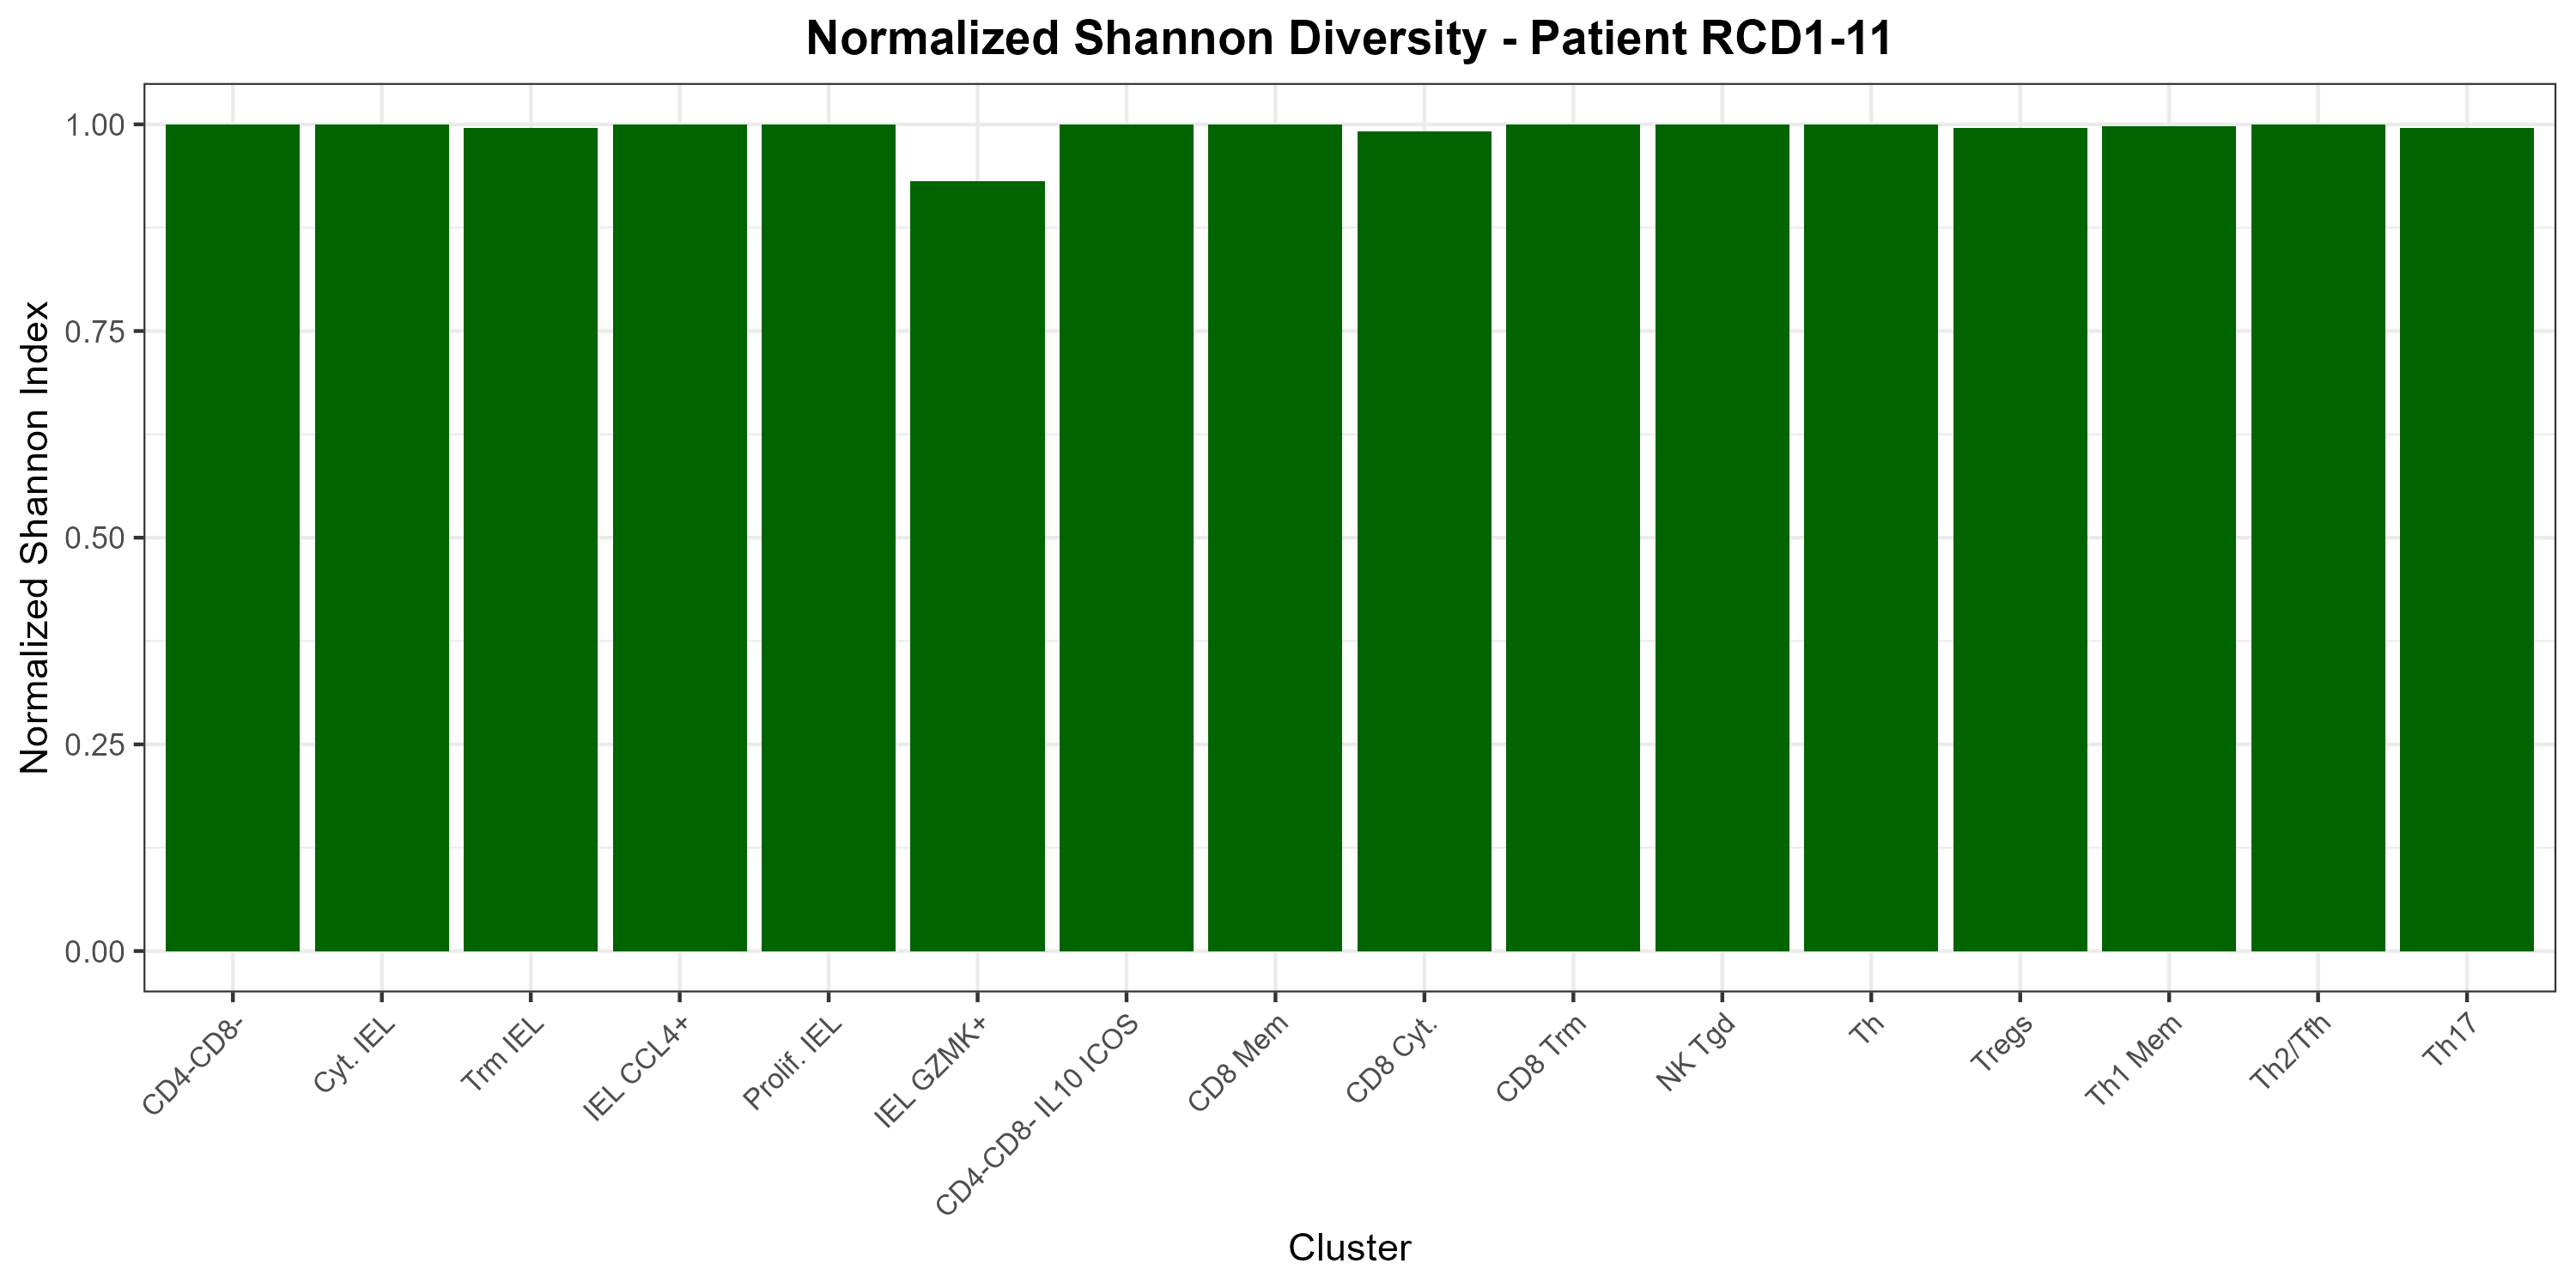 Normalized Shannon Diversity - Patient RCD1-11
Normalized Shannon Index
1.00
0.75
0.50
0.25
0.00
CD4-CD8-
Cyt. IEL
Trm IEL
IEL CCL4+
Prolif. IEL
IEL GZMK+
CD4-CD8- IL10 ICOS
CD8 Mem
CD8 Cyt.
CD8 Trm
NK Tgd
Th
Tregs
Th1 Mem
Th2/Tfh
Th17
Cluster